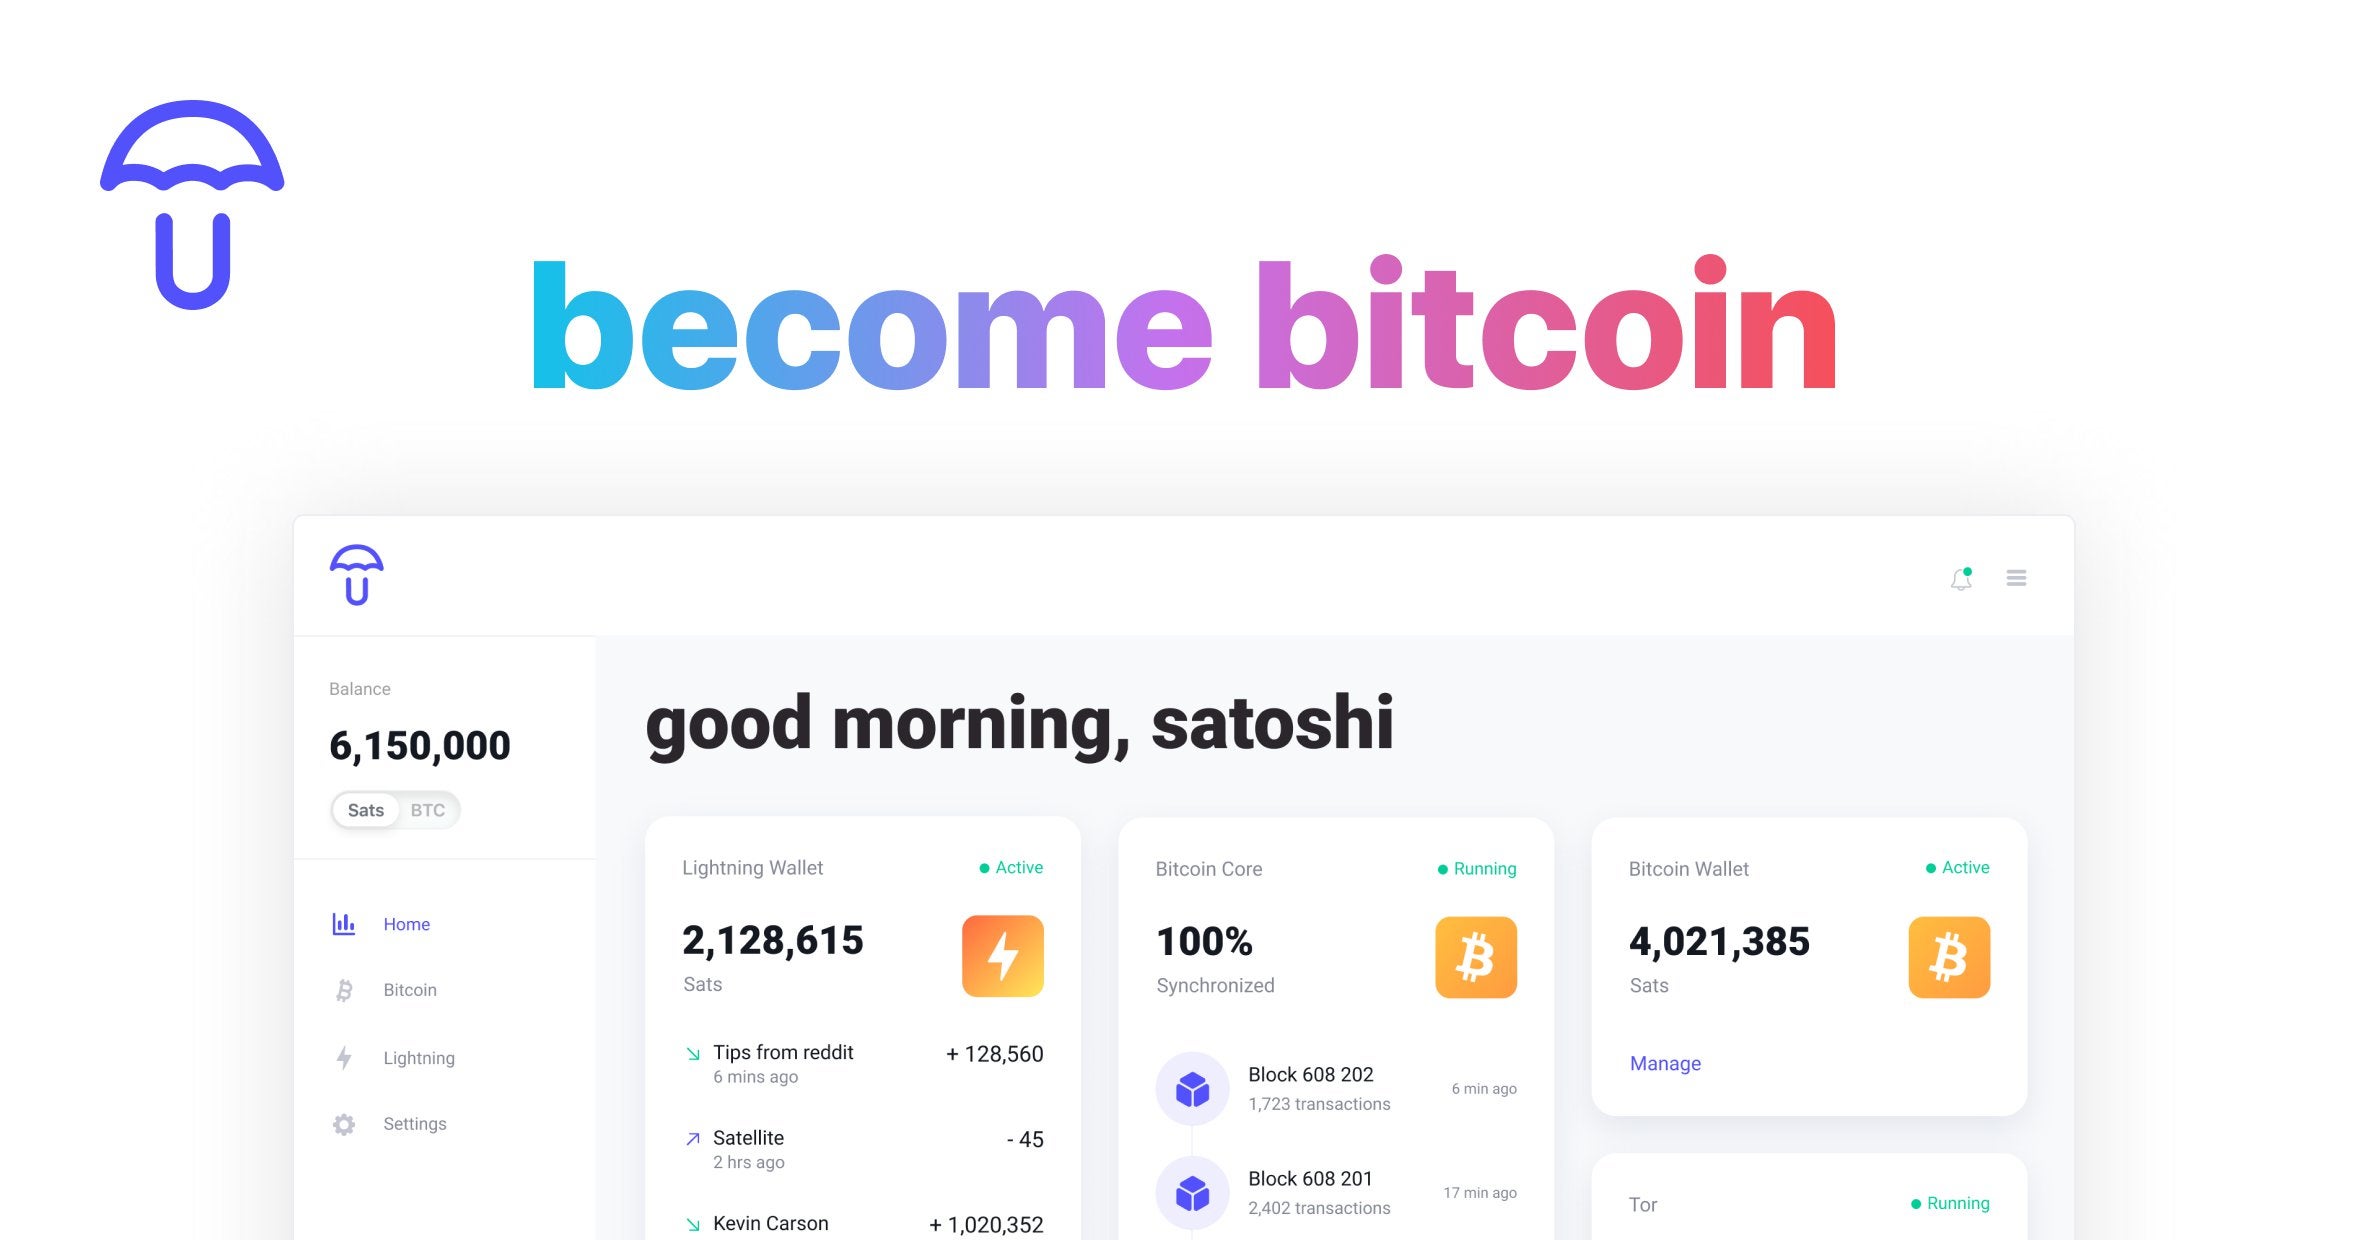 become bitcoin
Balance
6,150,000
Sats BTC
Home
Bitcoin
Lightning
Settings
good morning, satoshi
Lightning Wallet
Active
2,128,615
Sats
Tips from reddit
+ 128,560
6 mins ago
Satellite
- 45
2 hrs ago
Kevin Carson
+ 1,020,352
Bitcoin Core
Running
100%
Synchronized
Block 608 202
1,723 transactions
6 min ago
Block 608 201
2,402 transactions
17 min ago
Bitcoin Wallet
Active
4,021,385
Sats
Manage
Tor
Running